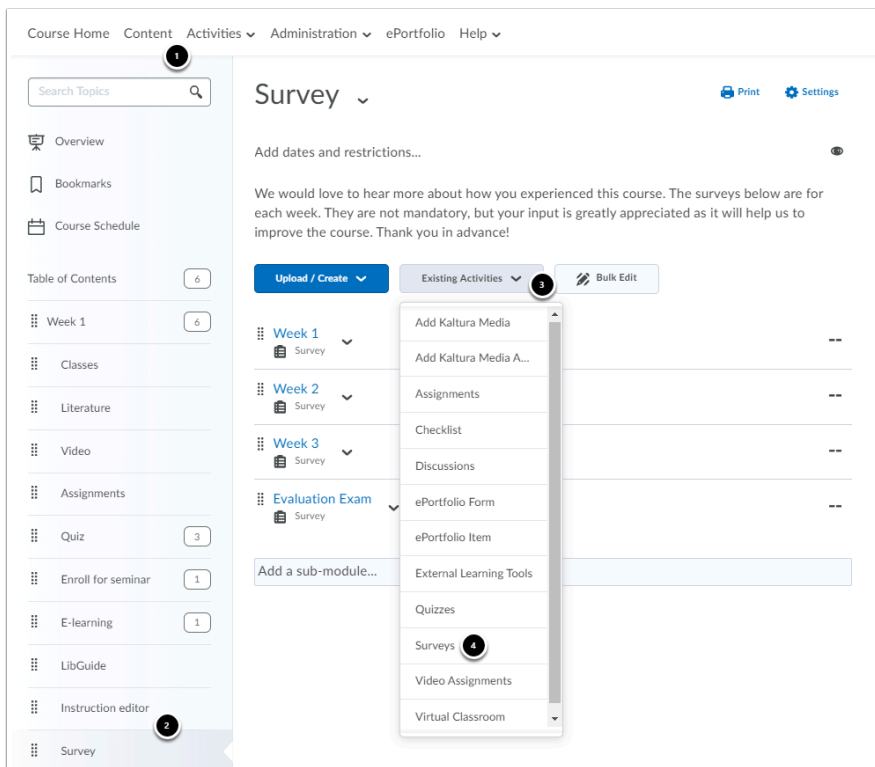 Course Home Content Activities Administration ePortfolio Help
1
Search Topics
Overview
Bookmarks
Course Schedule
Table of Contents 6
Week 1 6
Classes
Literature
Video
Assignments
Quiz 3
Enroll for seminar 1
E-learning 1
LibGuide
Instruction editor
2
Survey
Survey
Print Settings
Add dates and restrictions...
We would love to hear more about how you experienced this course. The surveys below are for
each week. They are not mandatory, but your input is greatly appreciated as it will help us to
improve the course. Thank you in advance!
Upload / Create Existing Activities 3 Bulk Edit
Week 1
Survey
--
Week 2
Survey
--
Week 3
Survey
--
Evaluation Exam
Survey
--
Add a sub-module...
Add Kaltura Media
Add Kaltura Media A...
Assignments
Checklist
Discussions
ePortfolio Form
ePortfolio Item
External Learning Tools
Quizzes
Surveys 4
Video Assignments
Virtual Classroom